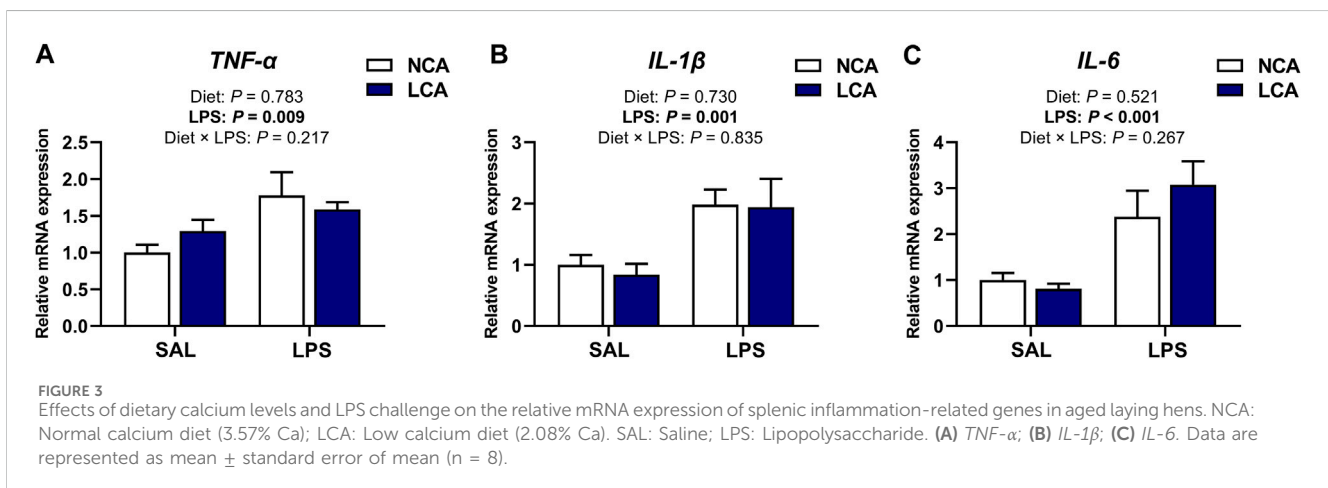 A
TNF-α
NCA
LCA
Diet: P = 0.783
LPS: P = 0.009
Diet × LPS: P = 0.217
Relative mRNA expression
2.5
2.0
1.5
1.0
0.5
0.0
SAL
LPS
B
IL-1β
NCA
LCA
Diet: P = 0.730
LPS: P = 0.001
Diet × LPS: P = 0.835
Relative mRNA expression
3
2
1
0
SAL
LPS
C
IL-6
NCA
LCA
Diet: P = 0.521
LPS: P < 0.001
Diet × LPS: P = 0.267
Relative mRNA expression
4
3
2
1
0
SAL
LPS
FIGURE 3
Effects of dietary calcium levels and LPS challenge on the relative mRNA expression of splenic inflammation-related genes in aged laying hens. NCA:
Normal calcium diet (3.57% Ca); LCA: Low calcium diet (2.08% Ca). SAL: Saline; LPS: Lipopolysaccharide. (A) TNF-α; (B) IL-1β; (C) IL-6. Data are
represented as mean ± standard error of mean (n = 8).